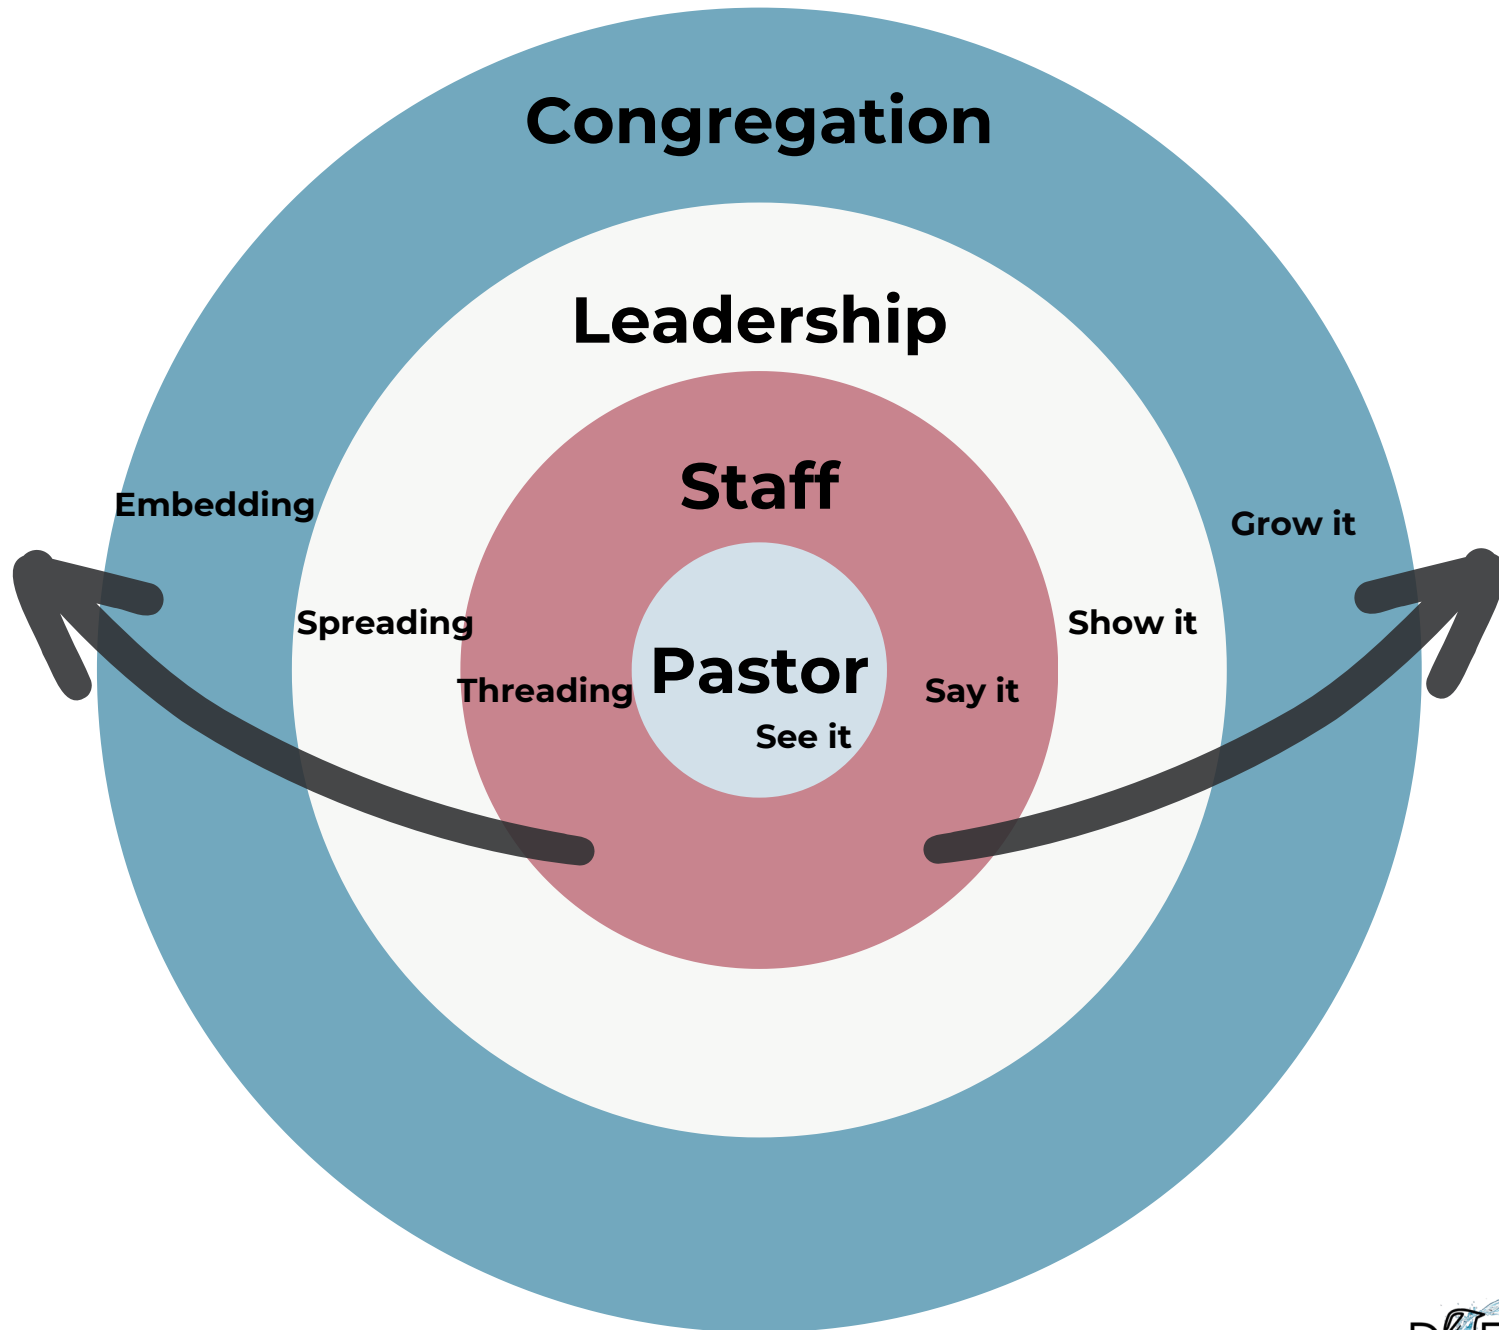 Congregation
Leadership
Staff
Embedding
Grow it
Spreading
Show it
Threading
Pastor
Say it
See it